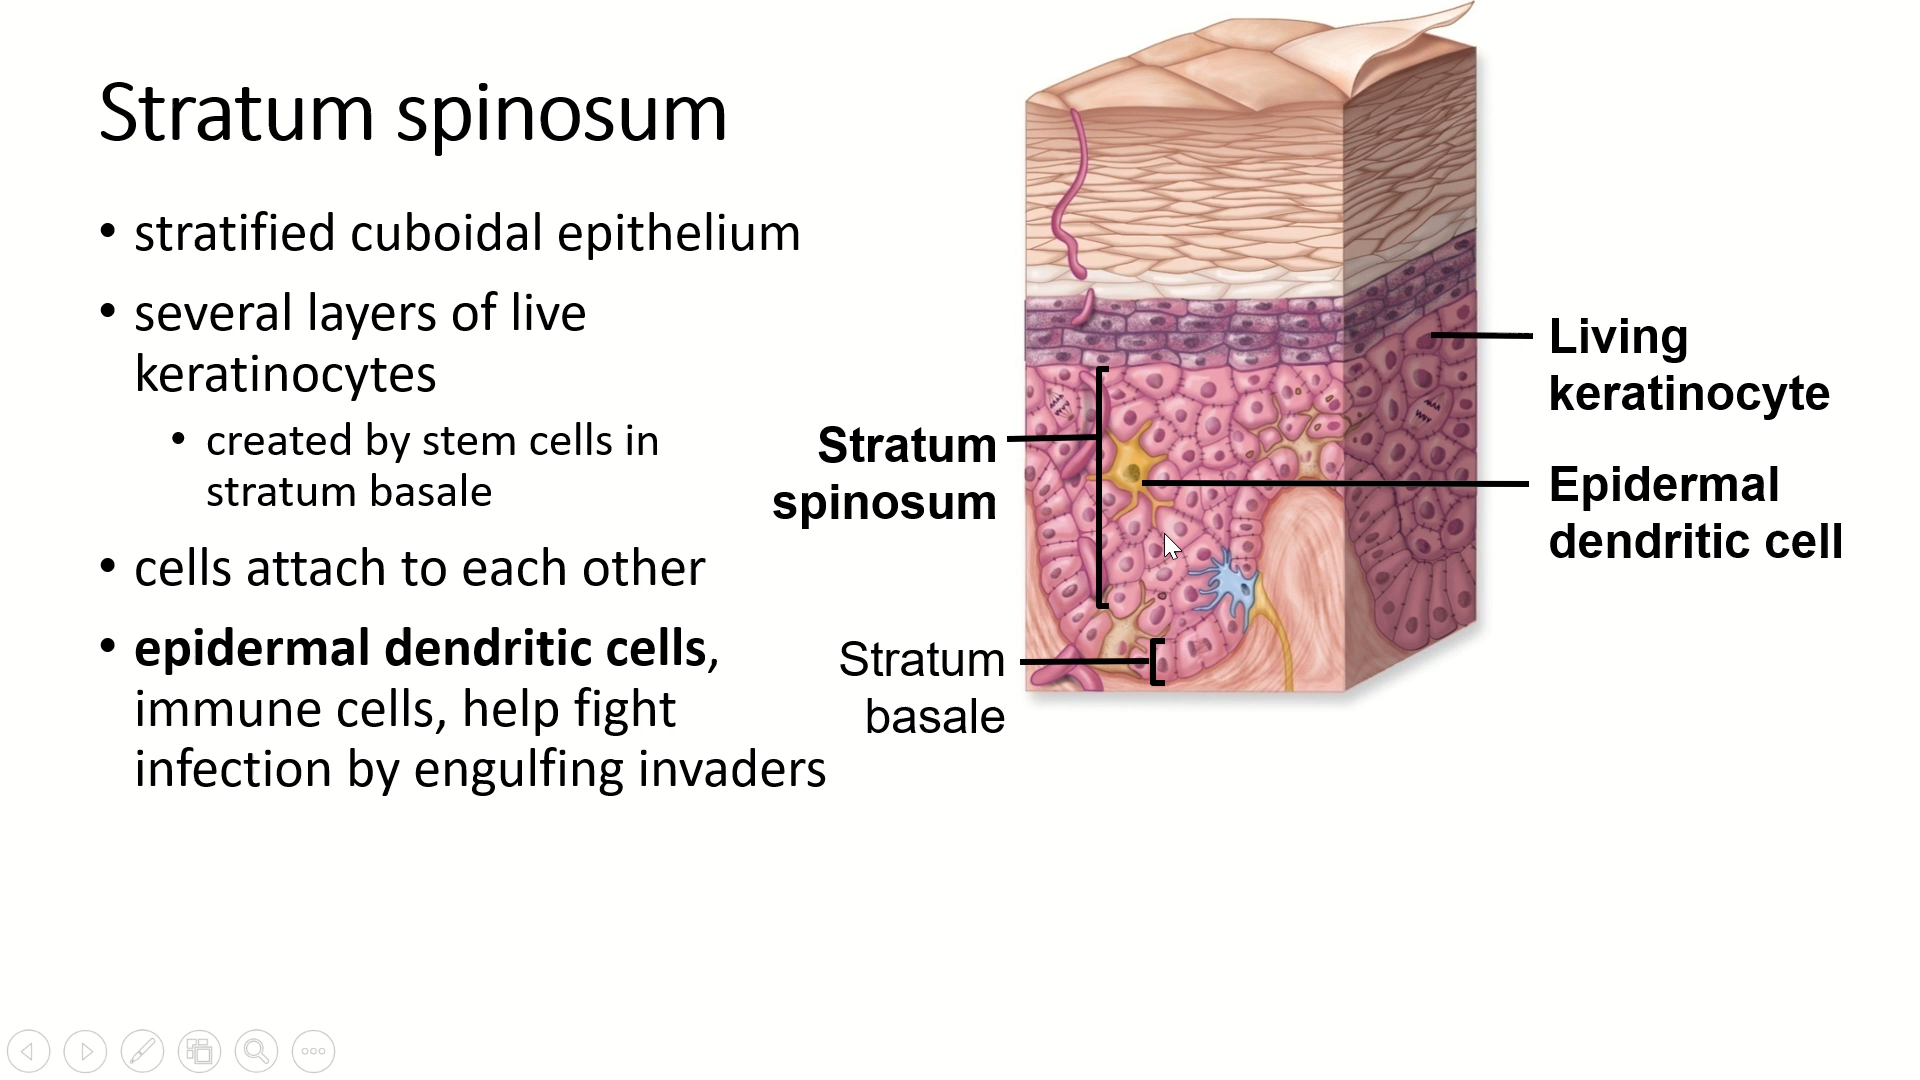 Stratum spinosum
• stratified cuboidal epithelium
• several layers of live
keratinocytes
• created by stem cells in
stratum basale
• cells attach to each other
• epidermal dendritic cells,
immune cells, help fight
infection by engulfing invaders
Stratum
spinosum
Stratum
basale
Living
keratinocyte
Epidermal
dendritic cell